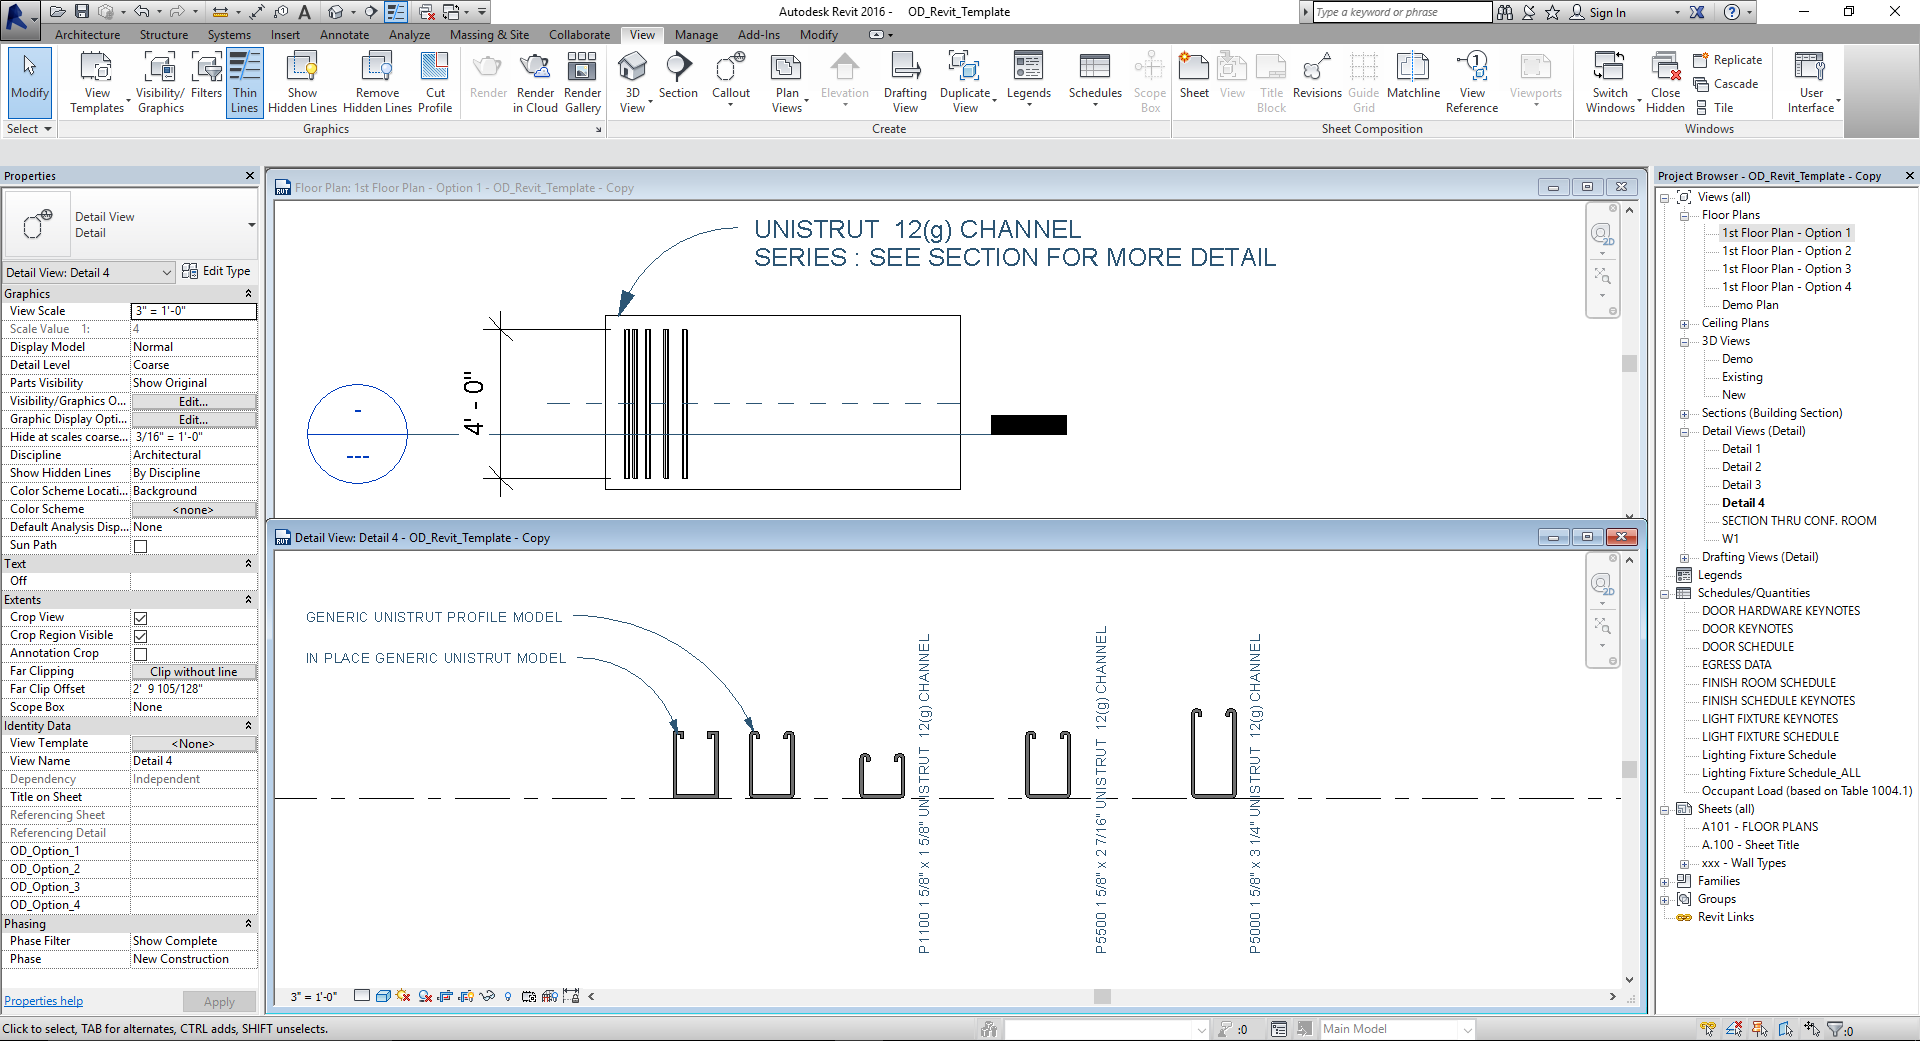 Autodesk Revit 2016 -    OD_Revit_Template
Type a keyword or phrase
Sign In
Architecture Structure Systems Insert Annotate Analyze Massing & Site Collaborate View Manage Add-Ins Modify
Modify
View Templates
Visibility/ Graphics
Filters
Thin Lines
Show Hidden Lines
Remove Hidden Lines
Cut Profile
Render
Render in Cloud
Render Gallery
3D View
Section
Callout
Plan Views
Elevation
Drafting View
Duplicate View
Legends
Schedules
Scope Box
Sheet
View
Title Block
Revisions
Guide Grid
Matchline
View Reference
Viewports
Switch Windows
Close Hidden
Replicate
Cascade
Tile
User Interface
Select Graphics Create Sheet Composition Windows
Properties
Detail View
Detail
Detail View: Detail 4
Edit Type
Graphics
View Scale 3" = 1'-0"
Scale Value 1: 4
Display Model Normal
Detail Level Coarse
Parts Visibility Show Original
Visibility/Graphics O... Edit...
Graphic Display Opti... Edit...
Hide at scales coarse... 3/16" = 1'-0"
Discipline Architectural
Show Hidden Lines By Discipline
Color Scheme Locati... Background
Color Scheme <none>
Default Analysis Disp... None
Sun Path
Text
Off
Extents
Crop View
Crop Region Visible
Annotation Crop
Far Clipping Clip without line
Far Clip Offset 2' 9 105/128"
Scope Box None
Identity Data
View Template <None>
View Name Detail 4
Dependency Independent
Title on Sheet
Referencing Sheet
Referencing Detail
OD_Option_1
OD_Option_2
OD_Option_3
OD_Option_4
Phasing
Phase Filter Show Complete
Phase New Construction
Properties help
Apply
Floor Plan: 1st Floor Plan - Option 1 - OD_Revit_Template - Copy
UNISTRUT 12(g) CHANNEL
SERIES : SEE SECTION FOR MORE DETAIL
4' - 0"
-
---
2D
Detail View: Detail 4 - OD_Revit_Template - Copy
GENERIC UNISTRUT PROFILE MODEL
IN PLACE GENERIC UNISTRUT MODEL
P1100 1 5/8" x 1 5/8" UNISTRUT 12(g) CHANNEL
P5500 1 5/8" x 2 7/16" UNISTRUT 12(g) CHANNEL
P5000 1 5/8" x 3 1/4" UNISTRUT 12(g) CHANNEL
2D
3" = 1'-0"
Project Browser - OD_Revit_Template - Copy
Views (all)
Floor Plans
1st Floor Plan - Option 1
1st Floor Plan - Option 2
1st Floor Plan - Option 3
1st Floor Plan - Option 4
Demo Plan
Ceiling Plans
3D Views
Demo
Existing
New
Sections (Building Section)
Detail Views (Detail)
Detail 1
Detail 2
Detail 3
Detail 4
SECTION THRU CONF. ROOM
W1
Drafting Views (Detail)
Legends
Schedules/Quantities
DOOR HARDWARE KEYNOTES
DOOR KEYNOTES
DOOR SCHEDULE
EGRESS DATA
FINISH ROOM SCHEDULE
FINISH SCHEDULE KEYNOTES
LIGHT FIXTURE KEYNOTES
LIGHT FIXTURE SCHEDULE
Lighting Fixture Schedule
Lighting Fixture Schedule_ALL
Occupant Load (based on Table 1004.1)
Sheets (all)
A101 - FLOOR PLANS
A.100 - Sheet Title
xxx - Wall Types
Families
Groups
Revit Links
Click to select, TAB for alternates, CTRL adds, SHIFT unselects.
:0
Main Model
:0